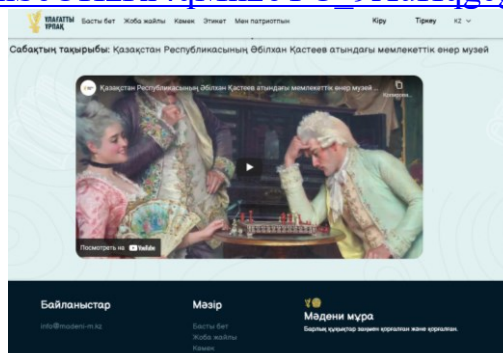 ҰЛАҒАТТЫ ҰРПАҚ Басты бет Жоба жайлы Көмек Этикет Мен патриотпын Кіру Тіркеу KZ
Сабақтың тақырыбы: Қазақстан Республикасының Әбілхан Қастеев атындағы мемлекеттік өнер музей
Қазақстан Республикасының Әбілхан Қастеев атындағы мемлекеттік өнер музей ...
Посмотреть на YouTube
Байланыстар Мәзір
Мәдени мұра
info@madeni-m.kz Басты бет Барлық құқықтар заңмен қорғалған және қорғалған.
Жоба жайлы
Көмек